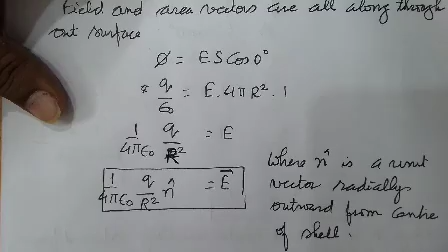 Field and area vectors are all along through
out surface
∅ = E S Cos 0°
* q/ε₀ = E . 4πR² . 1
1/4πε₀ q/R² = E
1/4πε₀ q/R² n̂ = E⃗
Where n̂ is a unit
vector radially
outward from centre
of shell.